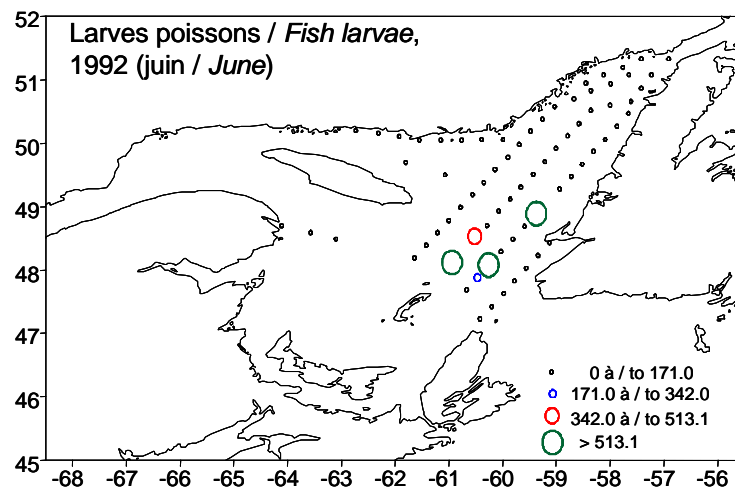 Larves poissons / Fish larvae,
1992 (juin / June)
52
51
50
49
48
47
46
45
0 à / to 171.0
171.0 à / to 342.0
342.0 à / to 513.1
> 513.1
-68 -67 -66 -65 -64 -63 -62 -61 -60 -59 -58 -57 -56 -55